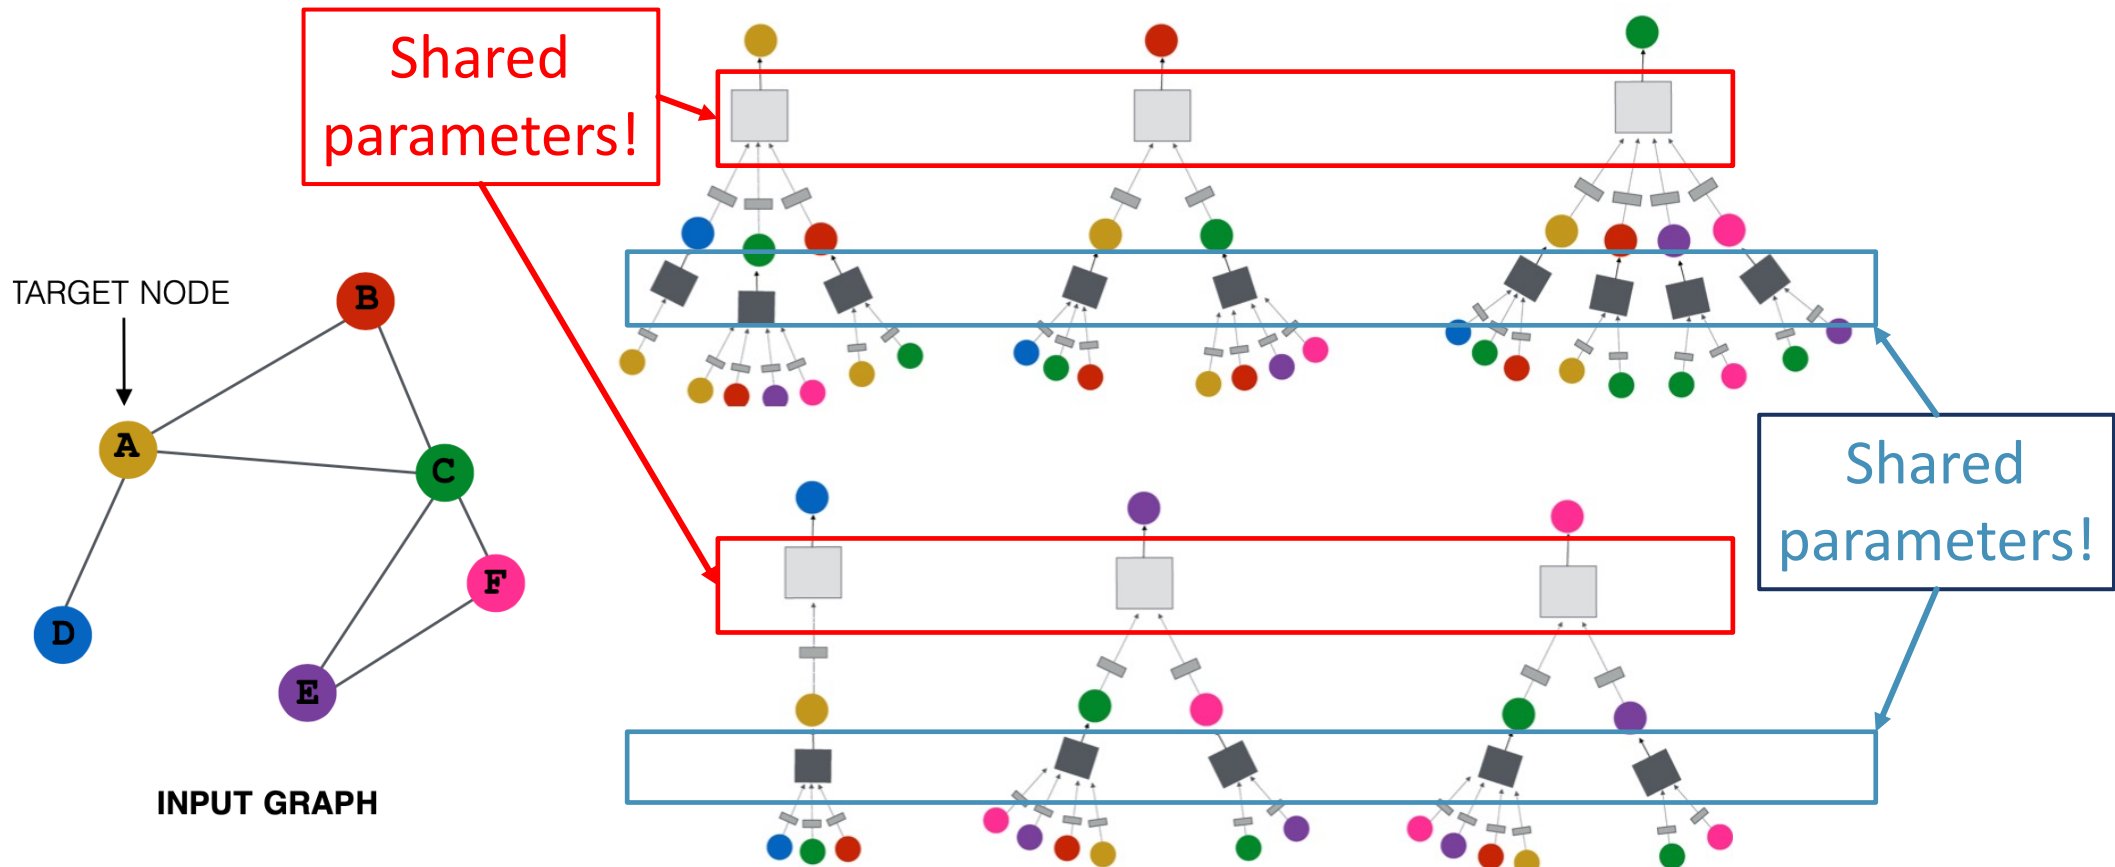 Shared
parameters!
TARGET NODE
B
A
C
F
D
E
INPUT GRAPH
Shared
parameters!